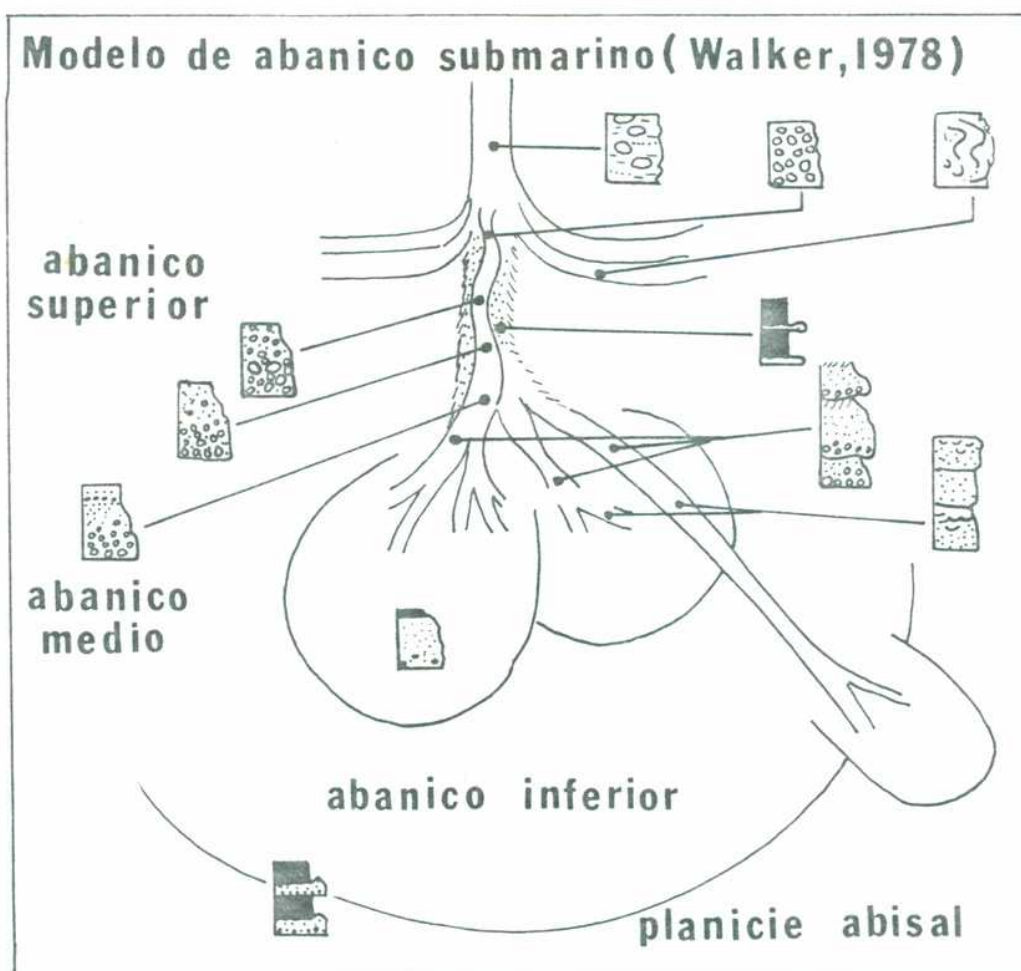 Modelo de abanico submarino (Walker, 1978)
abanico
superior
abanico
medio
abanico inferior
planicie abisal